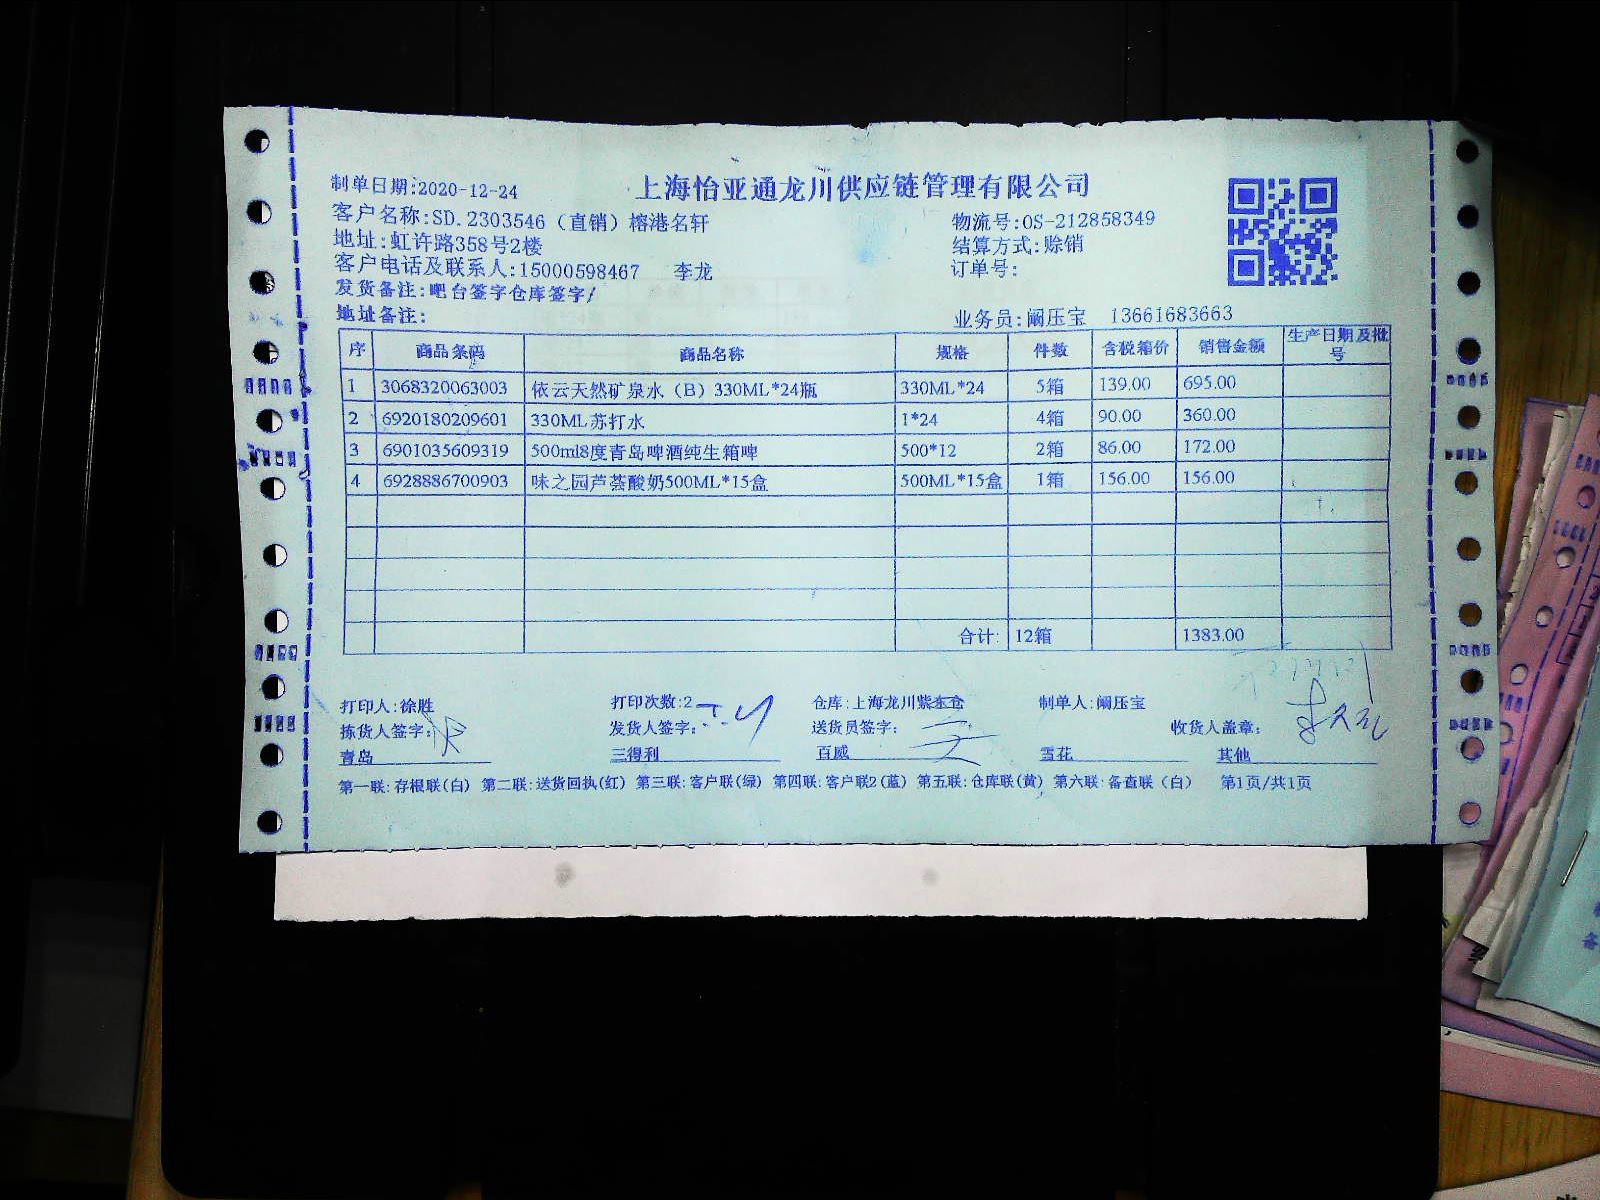 上海怡亚通龙川供应链管理有限公司
制单日期:2020-12-24
客户名称:SD.2303546（直销）榕港名轩 物流号:OS-212858349
地址:虹许路358号2楼 结算方式:赊销
客户电话及联系人:15000598467 李龙 订单号:
发货备注:吧台签字仓库签字/
地址备注: 业务员:阚压宝 13661683663
序 商品条码 商品名称 规格 件数 含税箱价 销售金额 生产日期及批号
1 3068320063003 依云天然矿泉水（B）330ML*24瓶 330ML*24 5箱 139.00 695.00
2 6920180209601 330ML苏打水 1*24 4箱 90.00 360.00
3 6901035609319 500ml8度青岛啤酒纯生箱啤 500*12 2箱 86.00 172.00
4 6928886700903 味之园芦荟酸奶500ML*15盒 500ML*15盒 1箱 156.00 156.00
合计: 12箱 1383.00
打印人:徐胜 打印次数:2 仓库:上海龙川紫东仓 制单人:阚压宝
拣货人签字: 发货人签字: 送货员签字: 收货人盖章:
青岛 三得利 百威 雪花 其他
第一联:存根联(白) 第二联:送货回执(红) 第三联:客户联(绿) 第四联:客户联2(蓝) 第五联:仓库联(黄) 第六联:备查联（白） 第1页/共1页